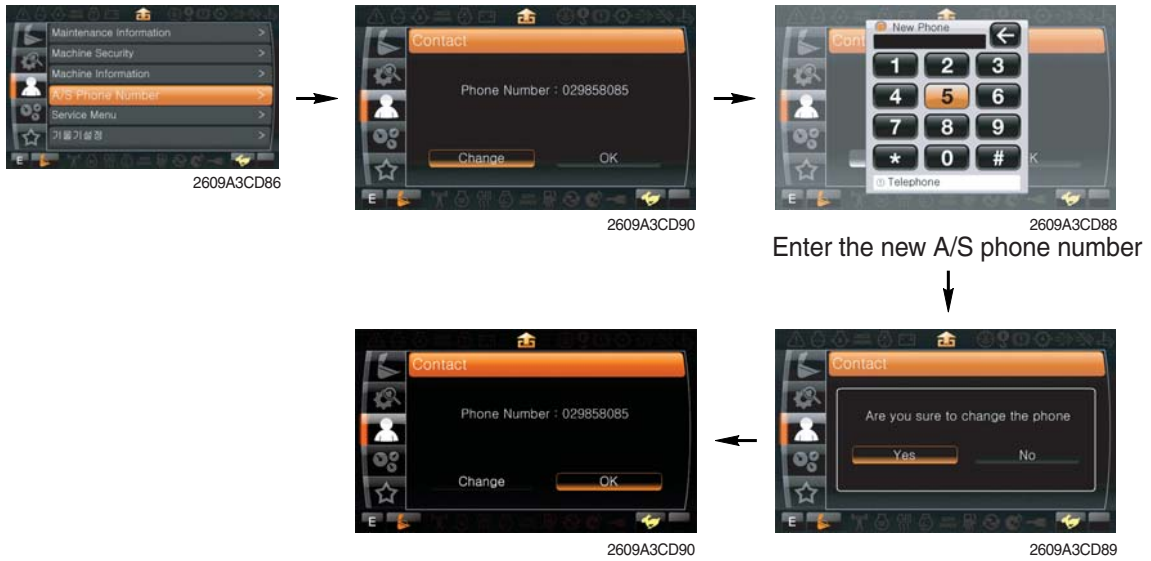 Maintenance Information >
Machine Security >
Machine Information >
A/S Phone Number >
Service Menu >
E
2609A3CD86
Contact
Phone Number : 029858085
Change OK
E
2609A3CD90
New Phone
Cont
1 2 3
4 5 6
7 8 9
* 0 #
K
① Telephone
E
2609A3CD88
Enter the new A/S phone number
Contact
Phone Number : 029858085
Change OK
E
2609A3CD90
Contact
Are you sure to change the phone
Yes No
E
2609A3CD89